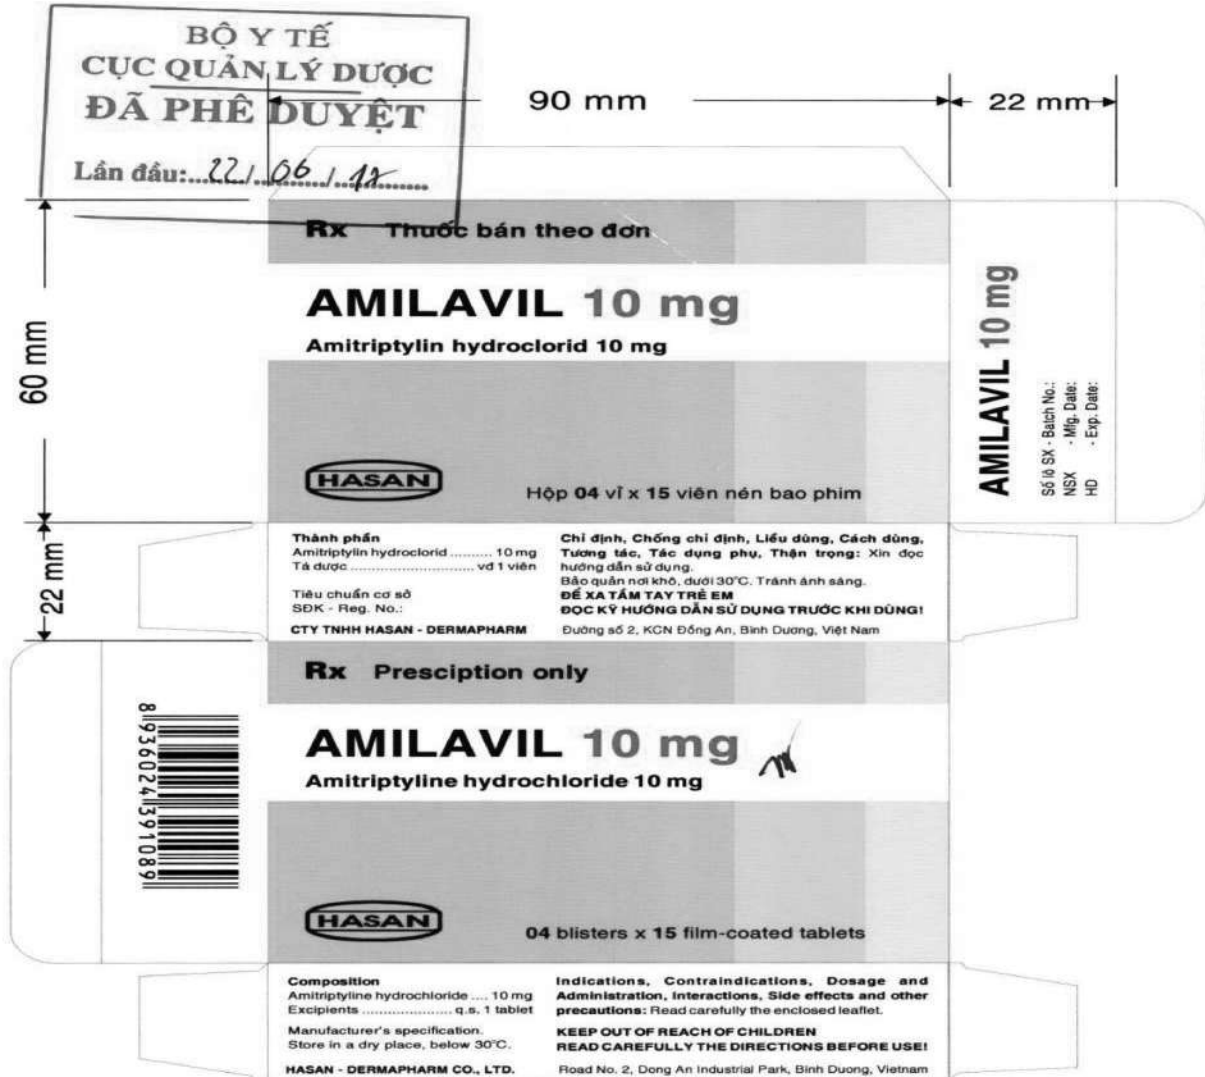 BỘ Y TẾ
CỤC QUẢN LÝ DƯỢC
ĐÃ PHÊ DUYỆT
Lần đầu:....22./..06../..12........
90 mm
22 mm
60 mm
22 mm
Rx Thuốc bán theo đơn
AMILAVIL 10 mg
Amitriptylin hydroclorid 10 mg
HASAN
Hộp 04 vỉ x 15 viên nén bao phim
AMILAVIL 10 mg
Số lô SX - Batch No.:
NSX - Mfg. Date:
HD - Exp. Date:
Thành phần
Amitriptylin hydroclorid .......... 10 mg
Tá dược ............................. vđ 1 viên
Tiêu chuẩn cơ sở
SĐK - Reg. No.:
CTY TNHH HASAN - DERMAPHARM
Chỉ định, Chống chỉ định, Liều dùng, Cách dùng,
Tương tác, Tác dụng phụ, Thận trọng: Xin đọc
hướng dẫn sử dụng.
Bảo quản nơi khô, dưới 30°C. Tránh ánh sáng.
ĐỂ XA TẦM TAY TRẺ EM
ĐỌC KỸ HƯỚNG DẪN SỬ DỤNG TRƯỚC KHI DÙNG!
Đường số 2, KCN Đồng An, Bình Dương, Việt Nam
Rx Presciption only
AMILAVIL 10 mg
Amitriptyline hydrochloride 10 mg
HASAN
04 blisters x 15 film-coated tablets
8936024391089
Composition
Amitriptyline hydrochloride .... 10 mg
Excipients ..................... q.s. 1 tablet
Manufacturer's specification.
Store in a dry place, below 30°C.
HASAN - DERMAPHARM CO., LTD.
Indications, Contraindications, Dosage and
Administration, Interactions, Side effects and other
precautions: Read carefully the enclosed leaflet.
KEEP OUT OF REACH OF CHILDREN
READ CAREFULLY THE DIRECTIONS BEFORE USE!
Road No. 2, Dong An Industrial Park, Binh Duong, Vietnam